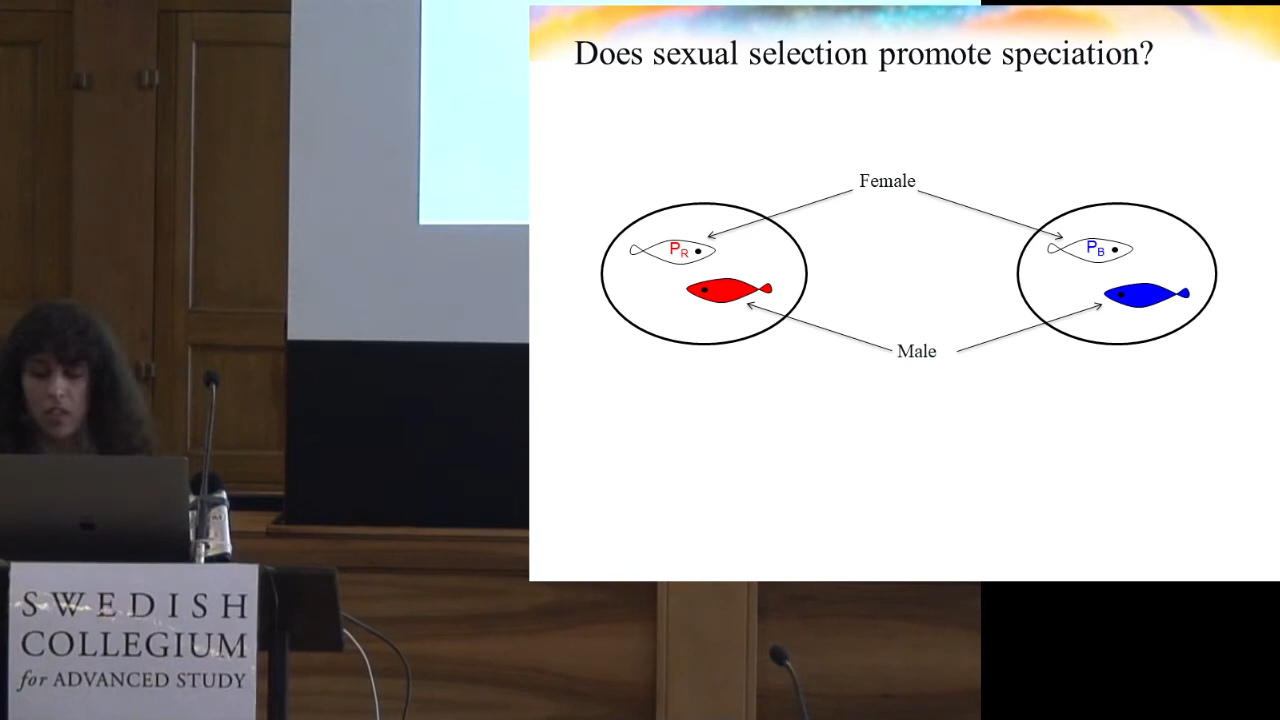 Does sexual selection promote speciation?
Female
PR
PB
Male
SWEDISH
COLLEGIUM
for ADVANCED STUDY